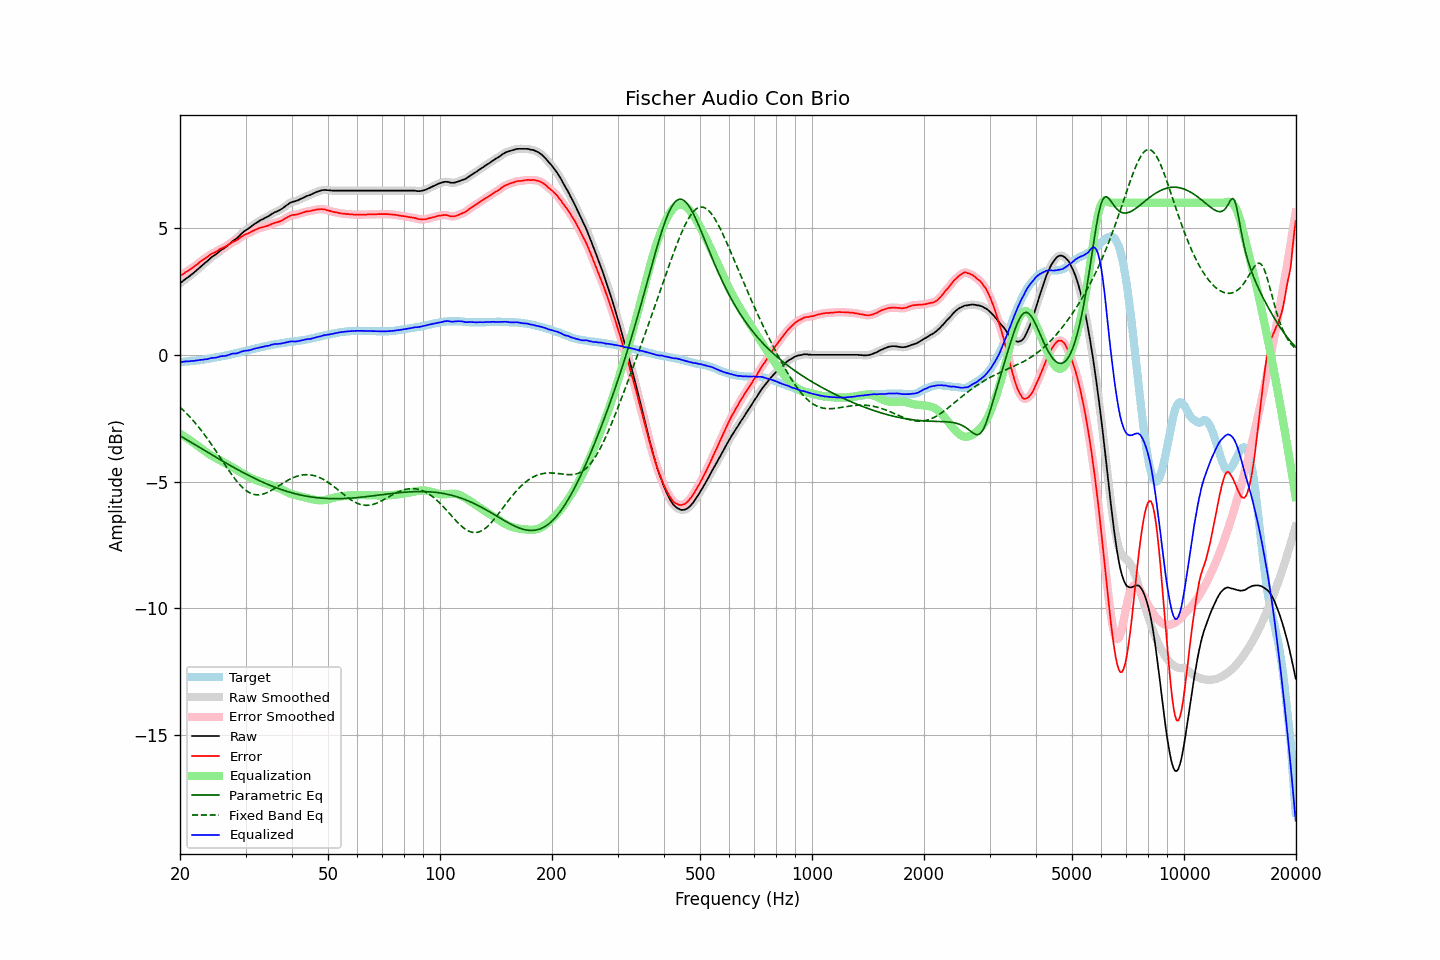 Fischer Audio Con Brio
Amplitude (dBr)
5
0
−5
−10
−15
Target
Raw Smoothed
Error Smoothed
Raw
Error
Equalization
Parametric Eq
Fixed Band Eq
Equalized
20 50 100 200 500 1000 2000 5000 10000 20000
Frequency (Hz)